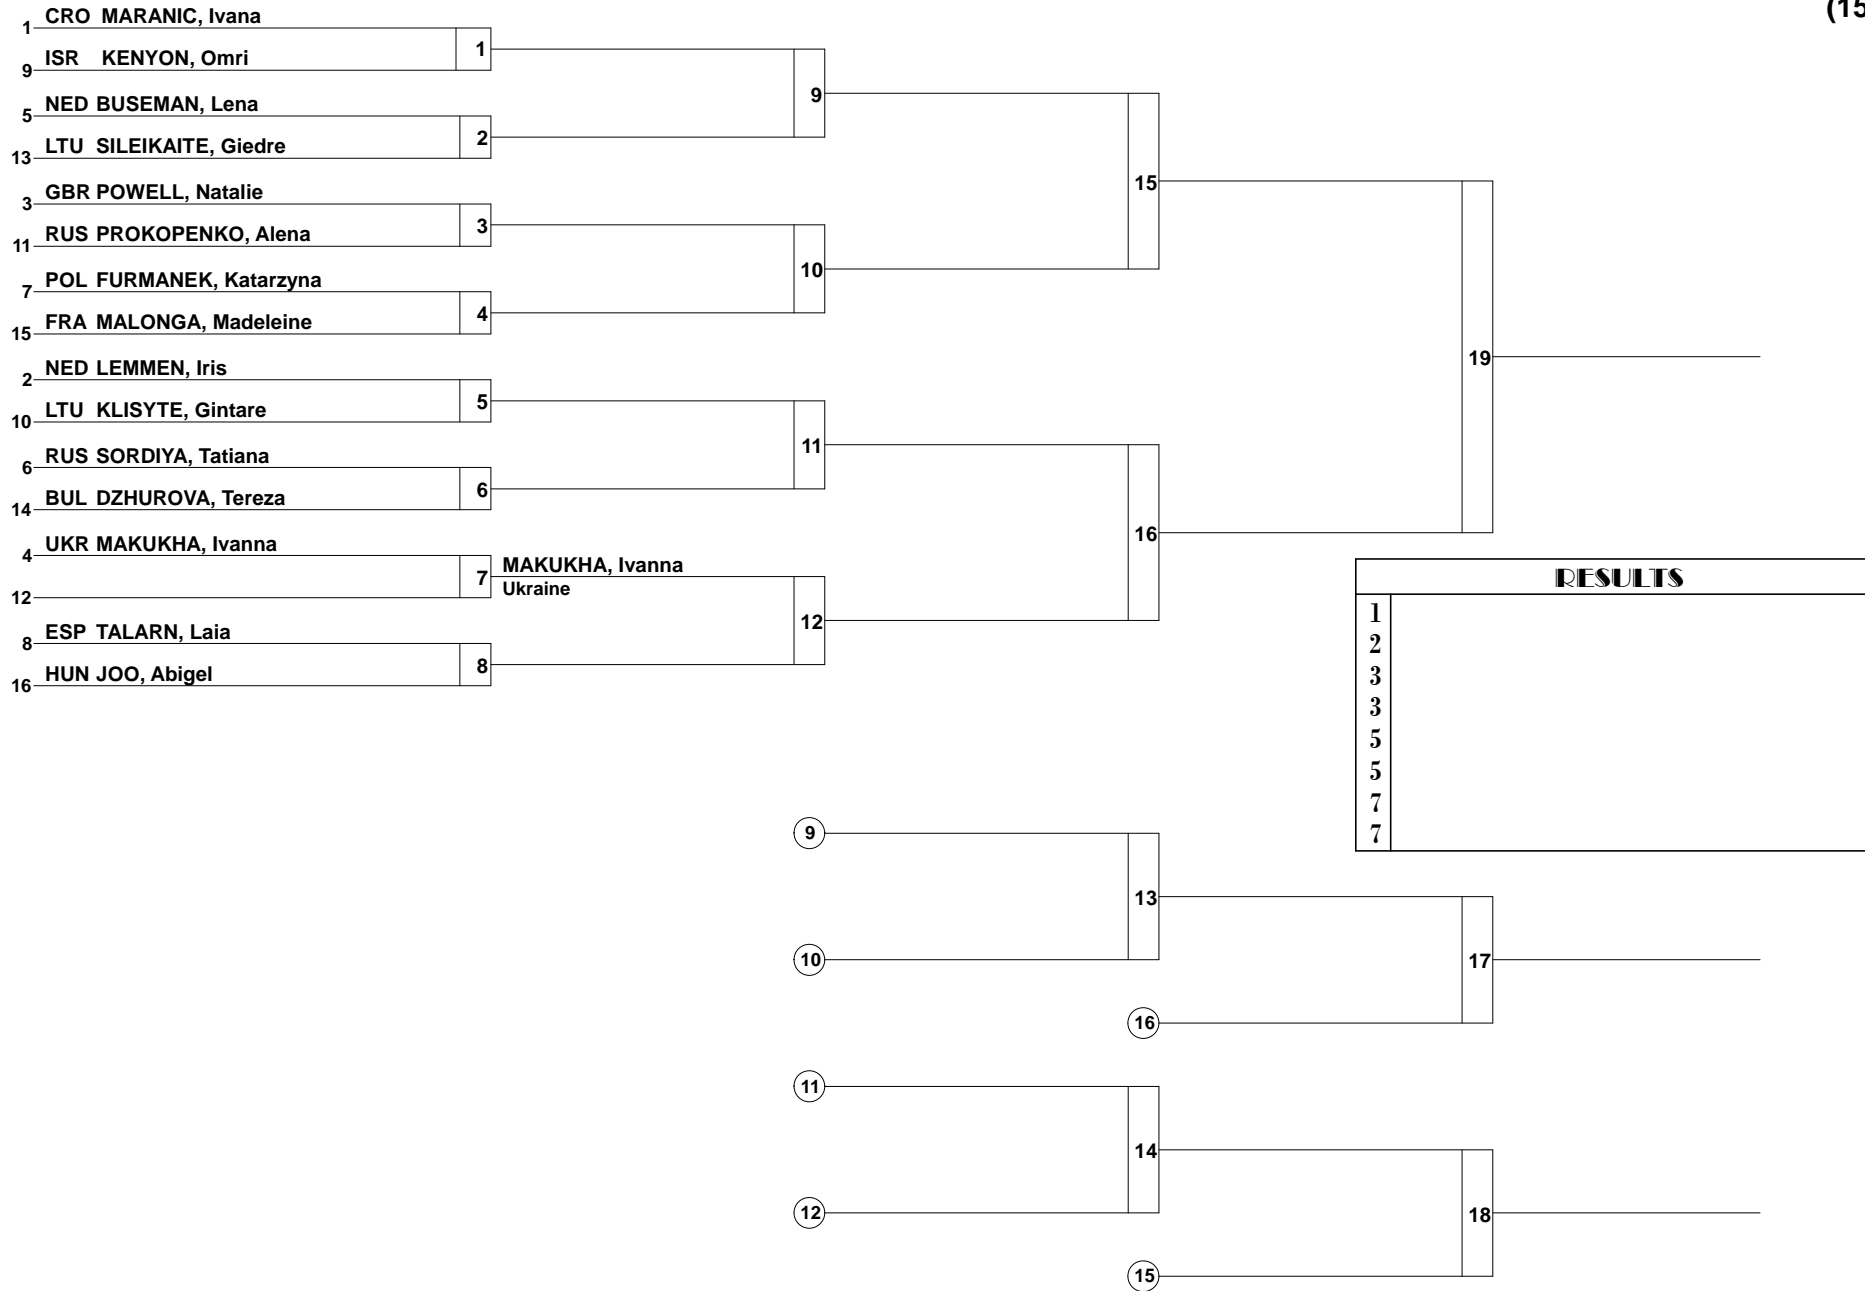 (15
1 CRO MARANIC, Ivana
1
9 ISR KENYON, Omri
9
5 NED BUSEMAN, Lena
2
13 LTU SILEIKAITE, Giedre
15
3 GBR POWELL, Natalie
3
11 RUS PROKOPENKO, Alena
10
7 POL FURMANEK, Katarzyna
4
15 FRA MALONGA, Madeleine
19
2 NED LEMMEN, Iris
5
10 LTU KLISYTE, Gintare
11
6 RUS SORDIYA, Tatiana
6
14 BUL DZHUROVA, Tereza
16
4 UKR MAKUKHA, Ivanna
7 MAKUKHA, Ivanna
Ukraine
12
12
8 ESP TALARN, Laia
8
16 HUN JOO, Abigel
RESULTS
1
2
3
3
5
5
7
7
9
13
10
17
16
11
14
12
18
15